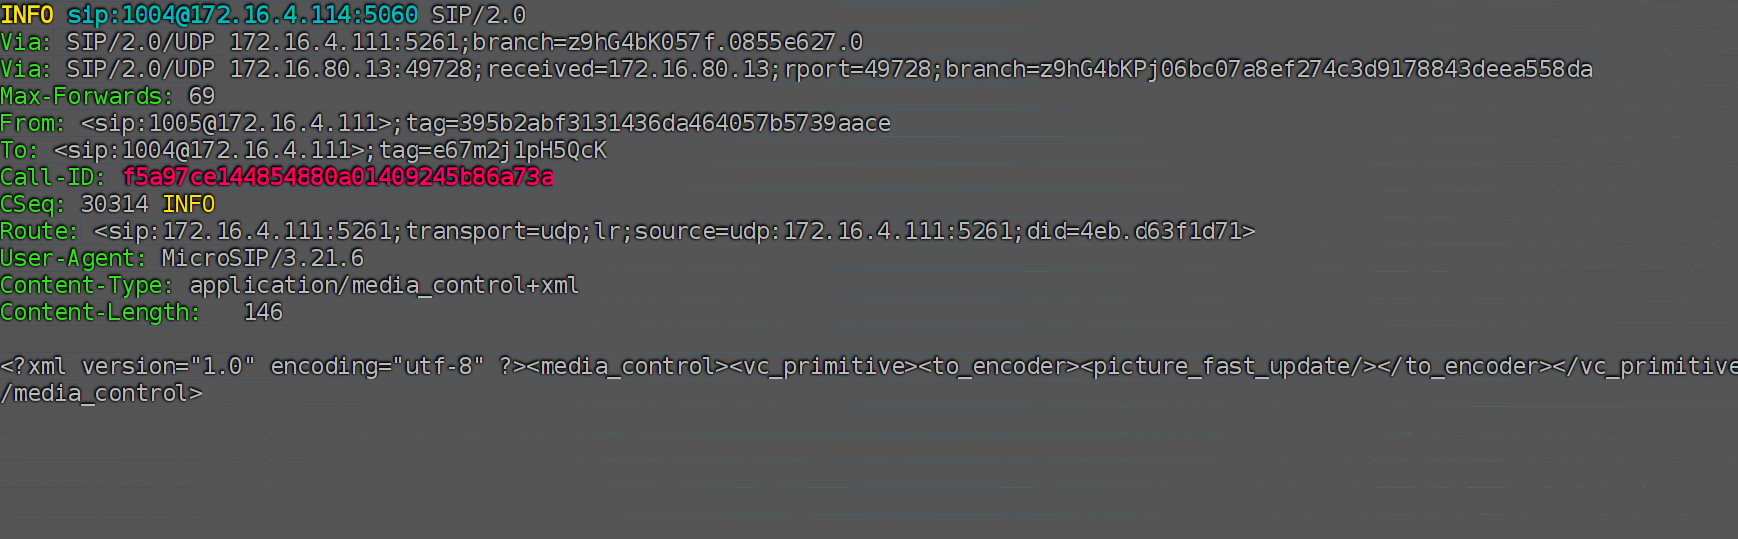 INFO sip:1004@172.16.4.114:5060 SIP/2.0
Via: SIP/2.0/UDP 172.16.4.111:5261;branch=z9hG4bK057f.0855e627.0
Via: SIP/2.0/UDP 172.16.80.13:49728;received=172.16.80.13;rport=49728;branch=z9hG4bKPj06bc07a8ef274c3d9178843deea558da
Max-Forwards: 69
From: <sip:1005@172.16.4.111>;tag=395b2abf3131436da464057b5739aace
To: <sip:1004@172.16.4.111>;tag=e67m2j1pH5QcK
Call-ID: f5a97ce144854880a01409245b86a73a
CSeq: 30314 INFO
Route: <sip:172.16.4.111:5261;transport=udp;lr;source=udp:172.16.4.111:5261;did=4eb.d63f1d71>
User-Agent: MicroSIP/3.21.6
Content-Type: application/media_control+xml
Content-Length:   146
<?xml version="1.0" encoding="utf-8" ?><media_control><vc_primitive><to_encoder><picture_fast_update/></to_encoder></vc_primitive
/media_control>